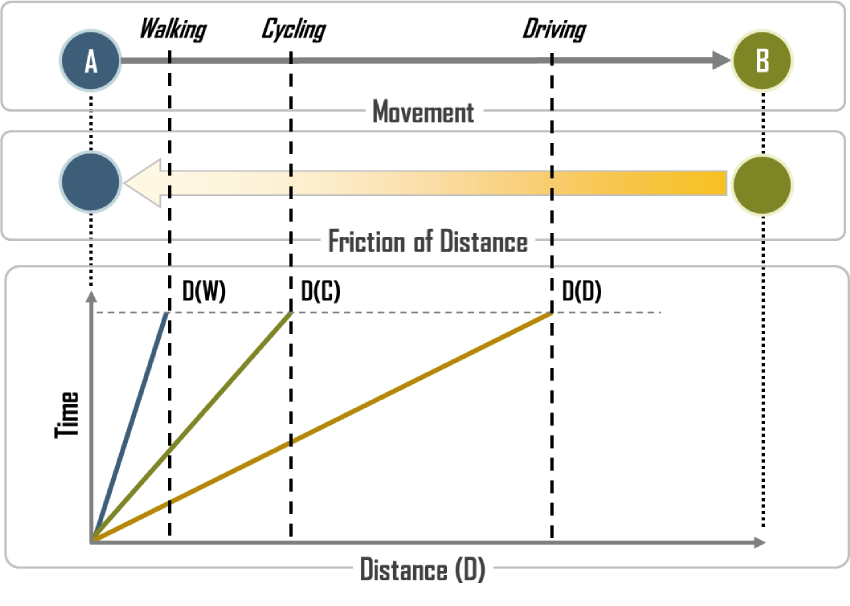 Walking Cycling Driving
A B
Movement
Friction of Distance
D(W) D(C) D(D)
Time
Distance (D)